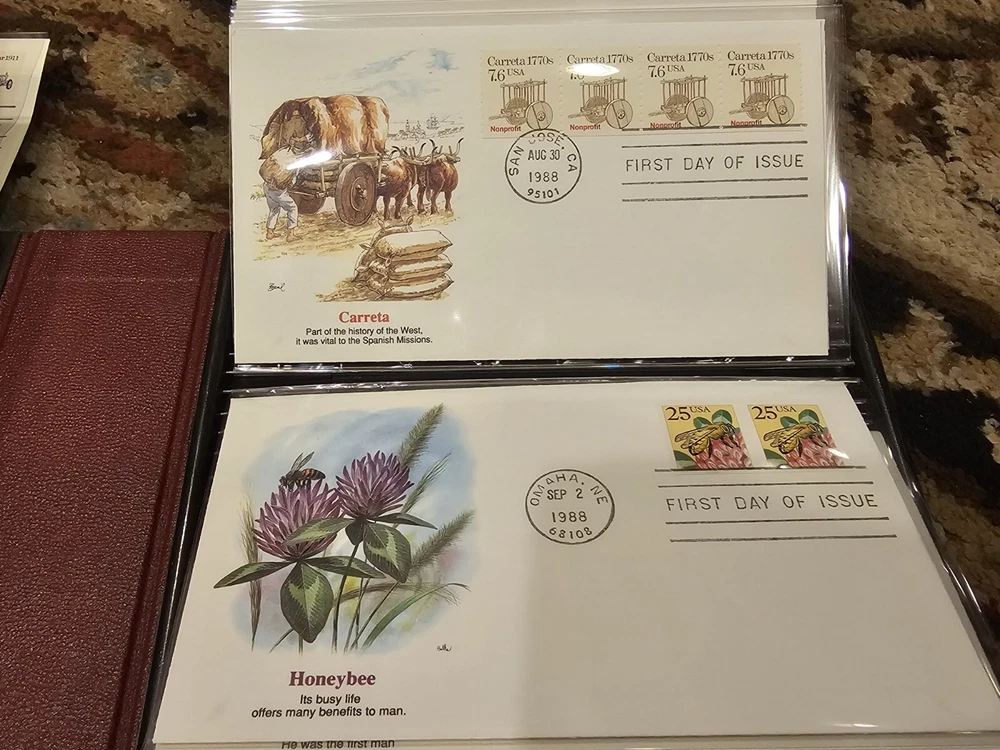 r 1911
Carreta 1770s
7.6 USA
Nonprofit
Carreta 1770s
7.6 USA
Nonprofit
Carreta 1770s
7.6 USA
Nonprofit
Carreta 1770s
7.6 USA
Nonprofit
SAN JOSE, CA
AUG 30
1988
95101
FIRST DAY OF ISSUE
Carreta
Part of the history of the West,
it was vital to the Spanish Missions.
25 USA
25 USA
OMAHA, NE
SEP 2
1988
68108
FIRST DAY OF ISSUE
Honeybee
Its busy life
offers many benefits to man.
He was the first man